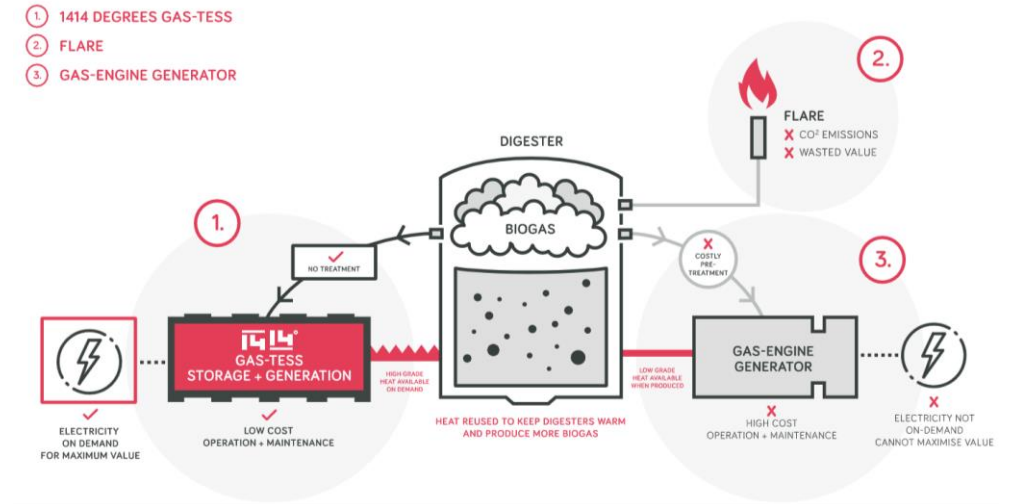 1. 1414 DEGREES GAS-TESS
2. FLARE
3. GAS-ENGINE GENERATOR
2.
FLARE
X CO² EMISSIONS
X WASTED VALUE
DIGESTER
BIOGAS
1.
✓
NO TREATMENT
X
COSTLY
PRE-
TREATMENT
3.
1414°
GAS-TESS
STORAGE + GENERATION
HIGH GRADE
HEAT AVAILABLE
ON DEMAND
LOW GRADE
HEAT AVAILABLE
WHEN PRODUCED
GAS-ENGINE
GENERATOR
✓
ELECTRICITY
ON DEMAND
FOR MAXIMUM VALUE
✓
LOW COST
OPERATION + MAINTENANCE
HEAT REUSED TO KEEP DIGESTERS WARM
AND PRODUCE MORE BIOGAS
X
HIGH COST
OPERATION + MAINTENANCE
X
ELECTRICITY NOT
ON-DEMAND
CANNOT MAXIMISE VALUE